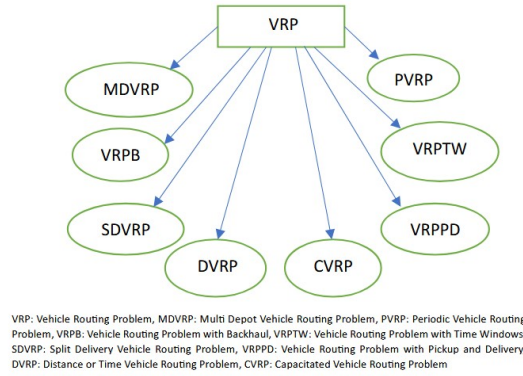 VRP
MDVRP
PVRP
VRPB
VRPTW
SDVRP
VRPPD
DVRP
CVRP
VRP: Vehicle Routing Problem, MDVRP: Multi Depot Vehicle Routing Problem, PVRP: Periodic Vehicle Routing
Problem, VRPB: Vehicle Routing Problem with Backhaul, VRPTW: Vehicle Routing Problem with Time Windows
SDVRP: Split Delivery Vehicle Routing Problem, VRPPD: Vehicle Routing Problem with Pickup and Delivery
DVRP: Distance or Time Vehicle Routing Problem, CVRP: Capacitated Vehicle Routing Problem